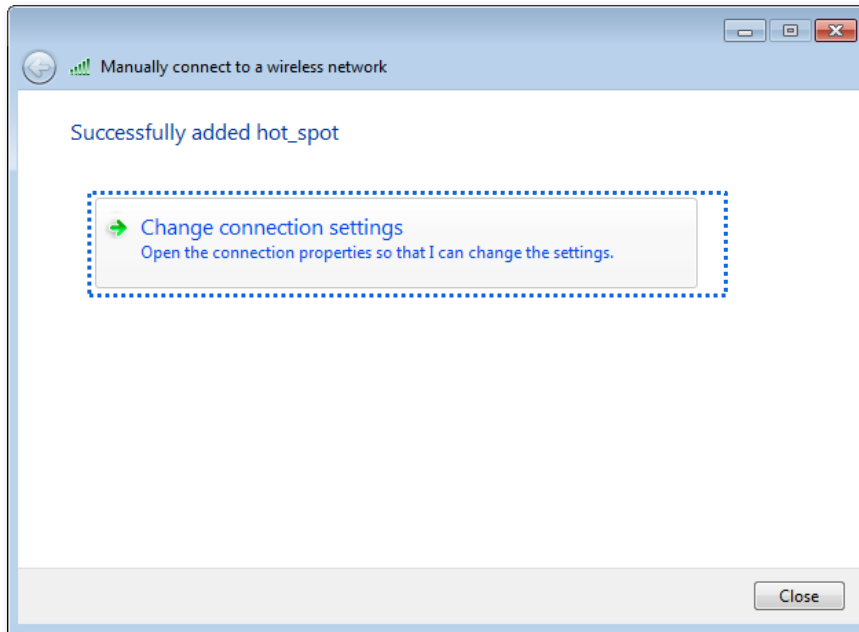 Manually connect to a wireless network
Successfully added hot_spot
Change connection settings
Open the connection properties so that I can change the settings.
Close